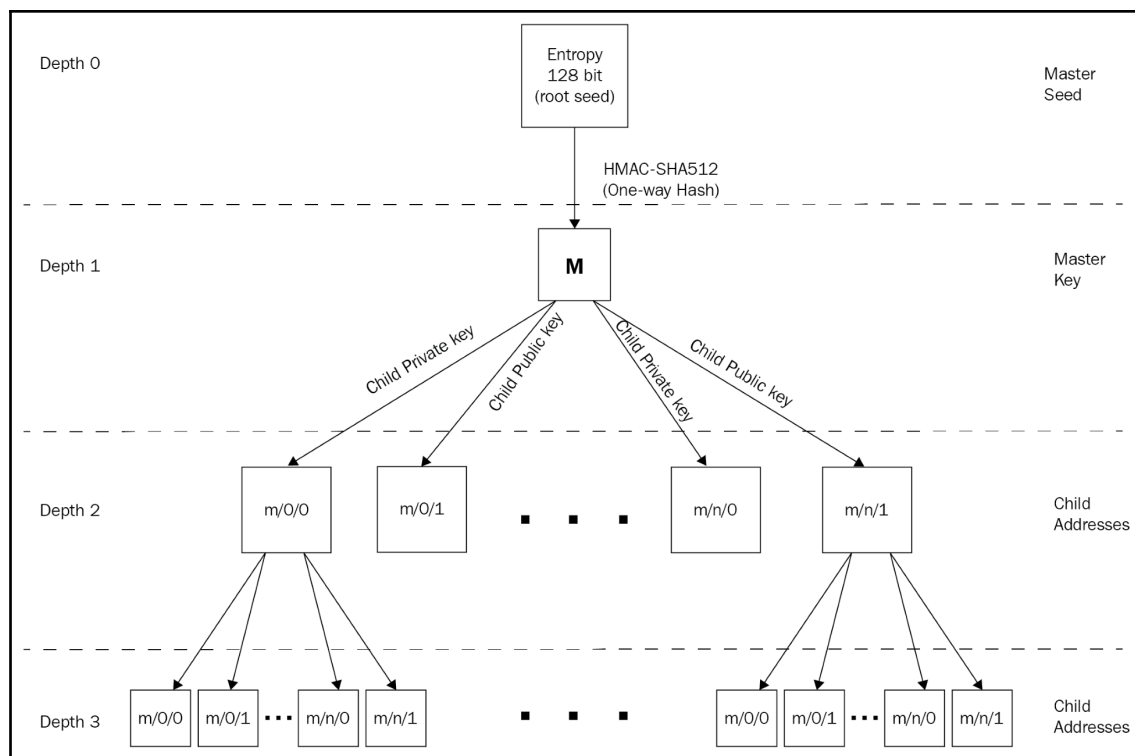 Depth 0
Entropy
128 bit
(root seed)
Master
Seed
HMAC-SHA512
(One-way Hash)
Depth 1
M
Master
Key
Child Private key
Child Public key
Child Private key
Child Public key
Depth 2
m/0/0
m/0/1
m/n/0
m/n/1
Child
Addresses
Depth 3
m/0/0
m/0/1
m/n/0
m/n/1
m/0/0
m/0/1
m/n/0
m/n/1
Child
Addresses